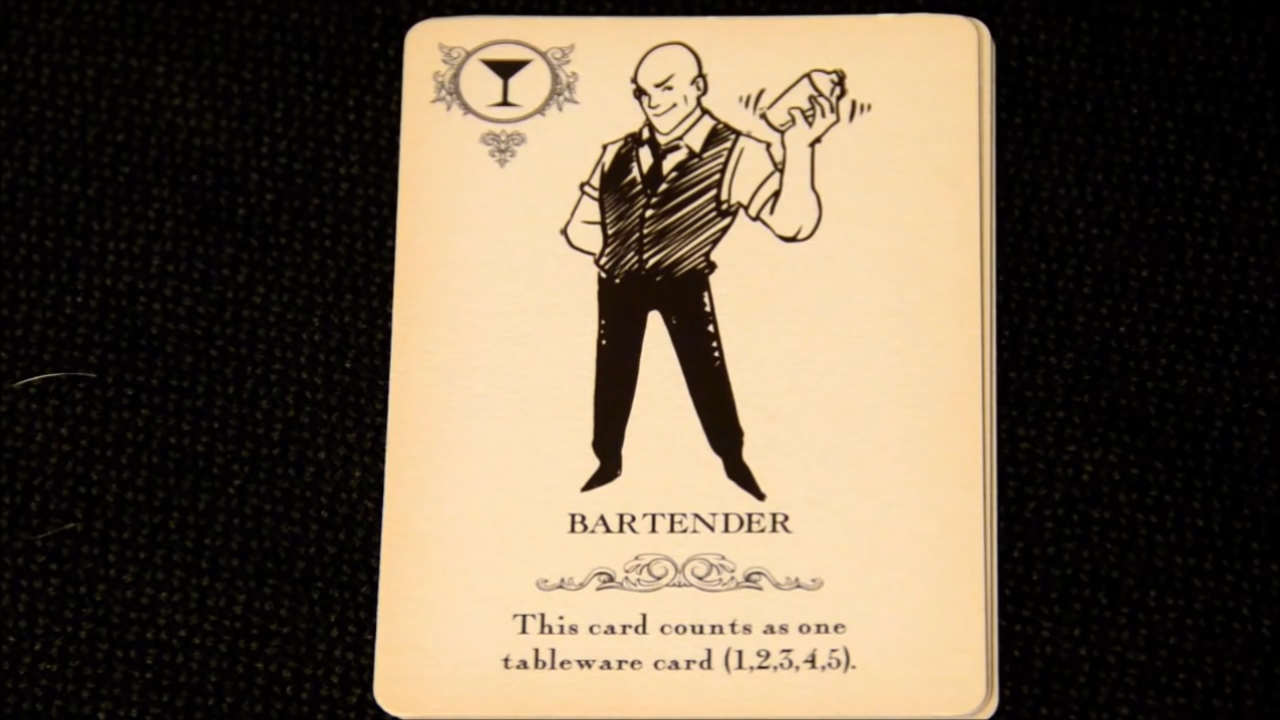 BARTENDER
This card counts as one
tableware card (1,2,3,4,5).